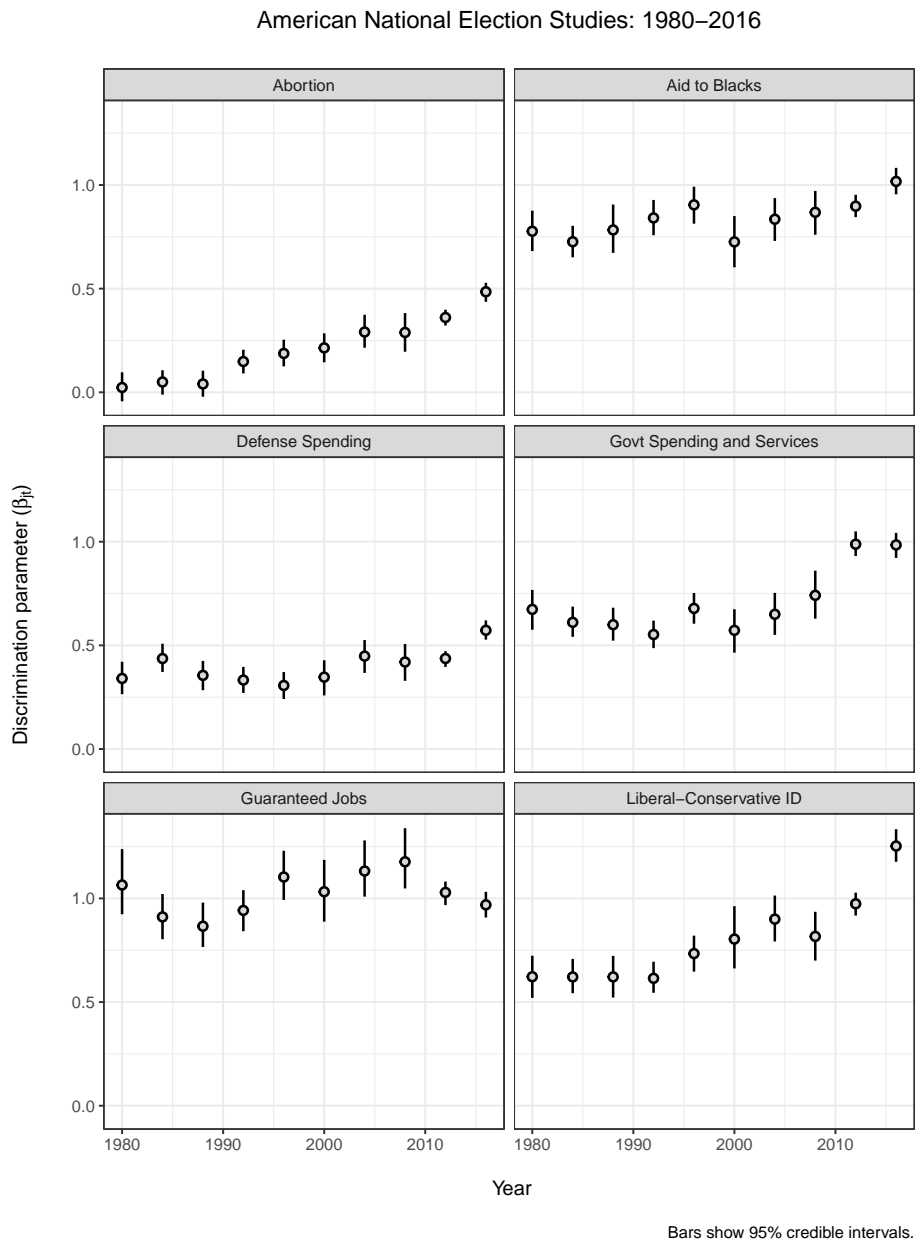 American National Election Studies: 1980−2016
Abortion
Aid to Blacks
1.0
0.5
0.0
Defense Spending
Govt Spending and Services
1.0
0.5
0.0
Discrimination parameter (βjt)
Guaranteed Jobs
Liberal−Conservative ID
1.0
0.5
0.0
1980 1990 2000 2010 1980 1990 2000 2010
Year
Bars show 95% credible intervals.